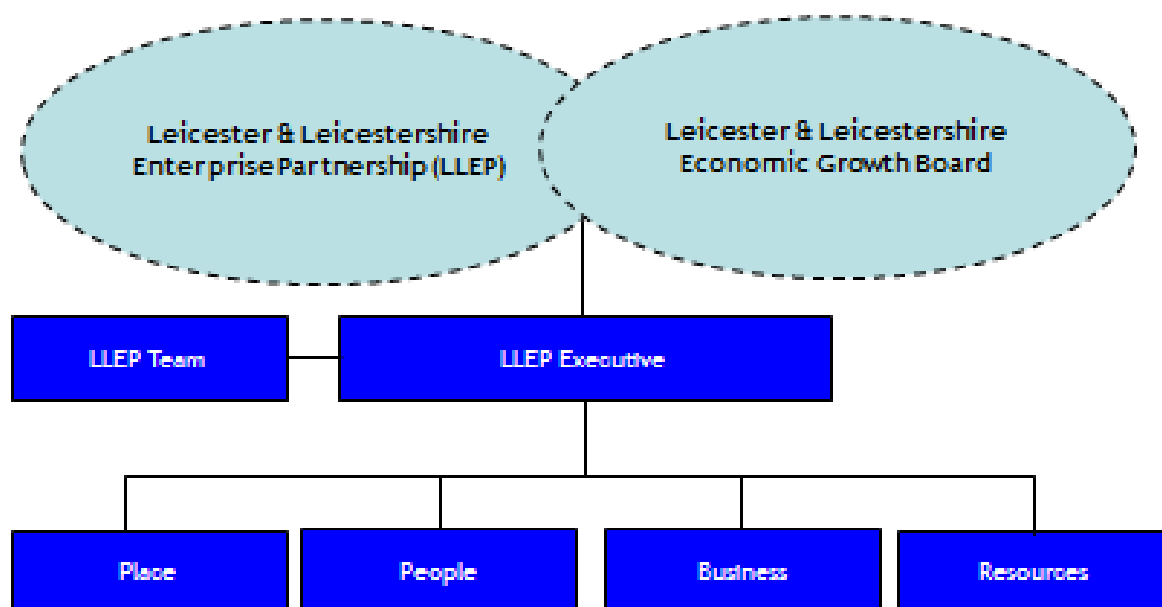 Leicester & Leicestershire
Enterprise Partnership (LLEP)
Leicester & Leicestershire
Economic Growth Board
LLEP Team
LLEP Executive
Place
People
Business
Resources